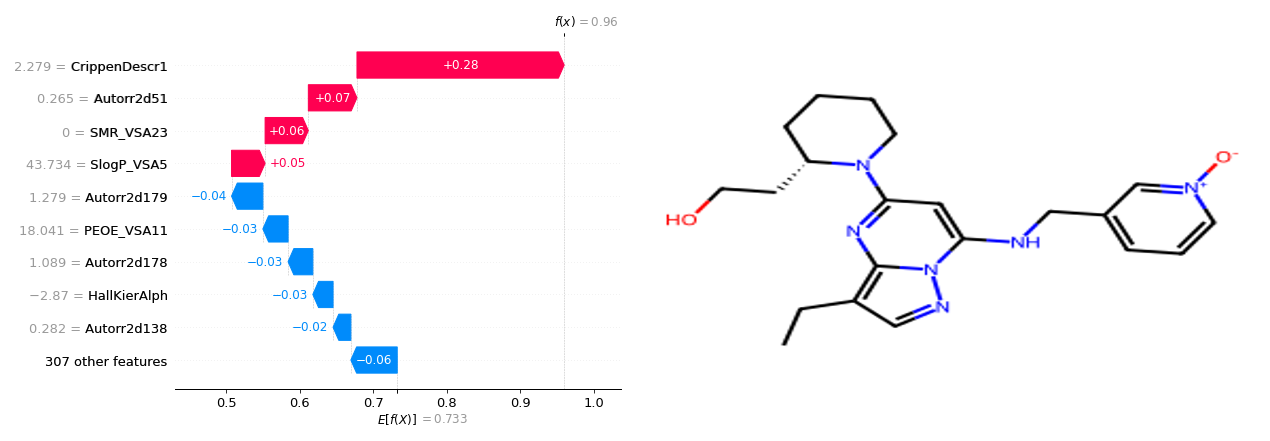 f(x) = 0.96
2.279 = CrippenDescr1
+0.28
0.265 = Autorr2d51
+0.07
0 = SMR_VSA23
+0.06
43.734 = SlogP_VSA5
+0.05
1.279 = Autorr2d179
−0.04
18.041 = PEOE_VSA11
−0.03
1.089 = Autorr2d178
−0.03
−2.87 = HallKierAlph
−0.03
0.282 = Autorr2d138
−0.02
307 other features
−0.06
0.5 0.6 0.7 0.8 0.9 1.0
E[f(X)] = 0.733
O⁻
N⁺
N
HO
N
NH
N
N